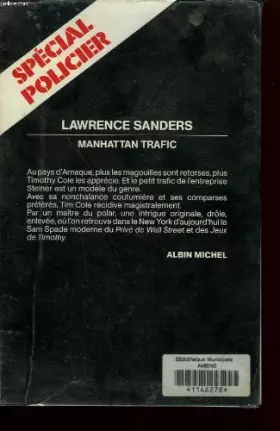 SPÉCIAL
POLICIER
LAWRENCE SANDERS
MANHATTAN TRAFIC
Au pays d'Arnaque, plus les magouilles sont retorses, plus
Timothy Cole les apprécie. Et le petit trafic de l'entreprise
Steiner est un modèle du genre.
Avec sa nonchalance coutumière et ses comparses
préférés, Tim Cole récidive magistralement.
Par un maître du polar, une intrigue originale, drôle,
enlevée, où l'on retrouve dans le New York d'aujourd'hui le
Sam Spade moderne du Privé de Wall Street et des Jeux
de Timothy.
ALBIN MICHEL
Bibliothèque Municipale
AMIENS
*1146278*